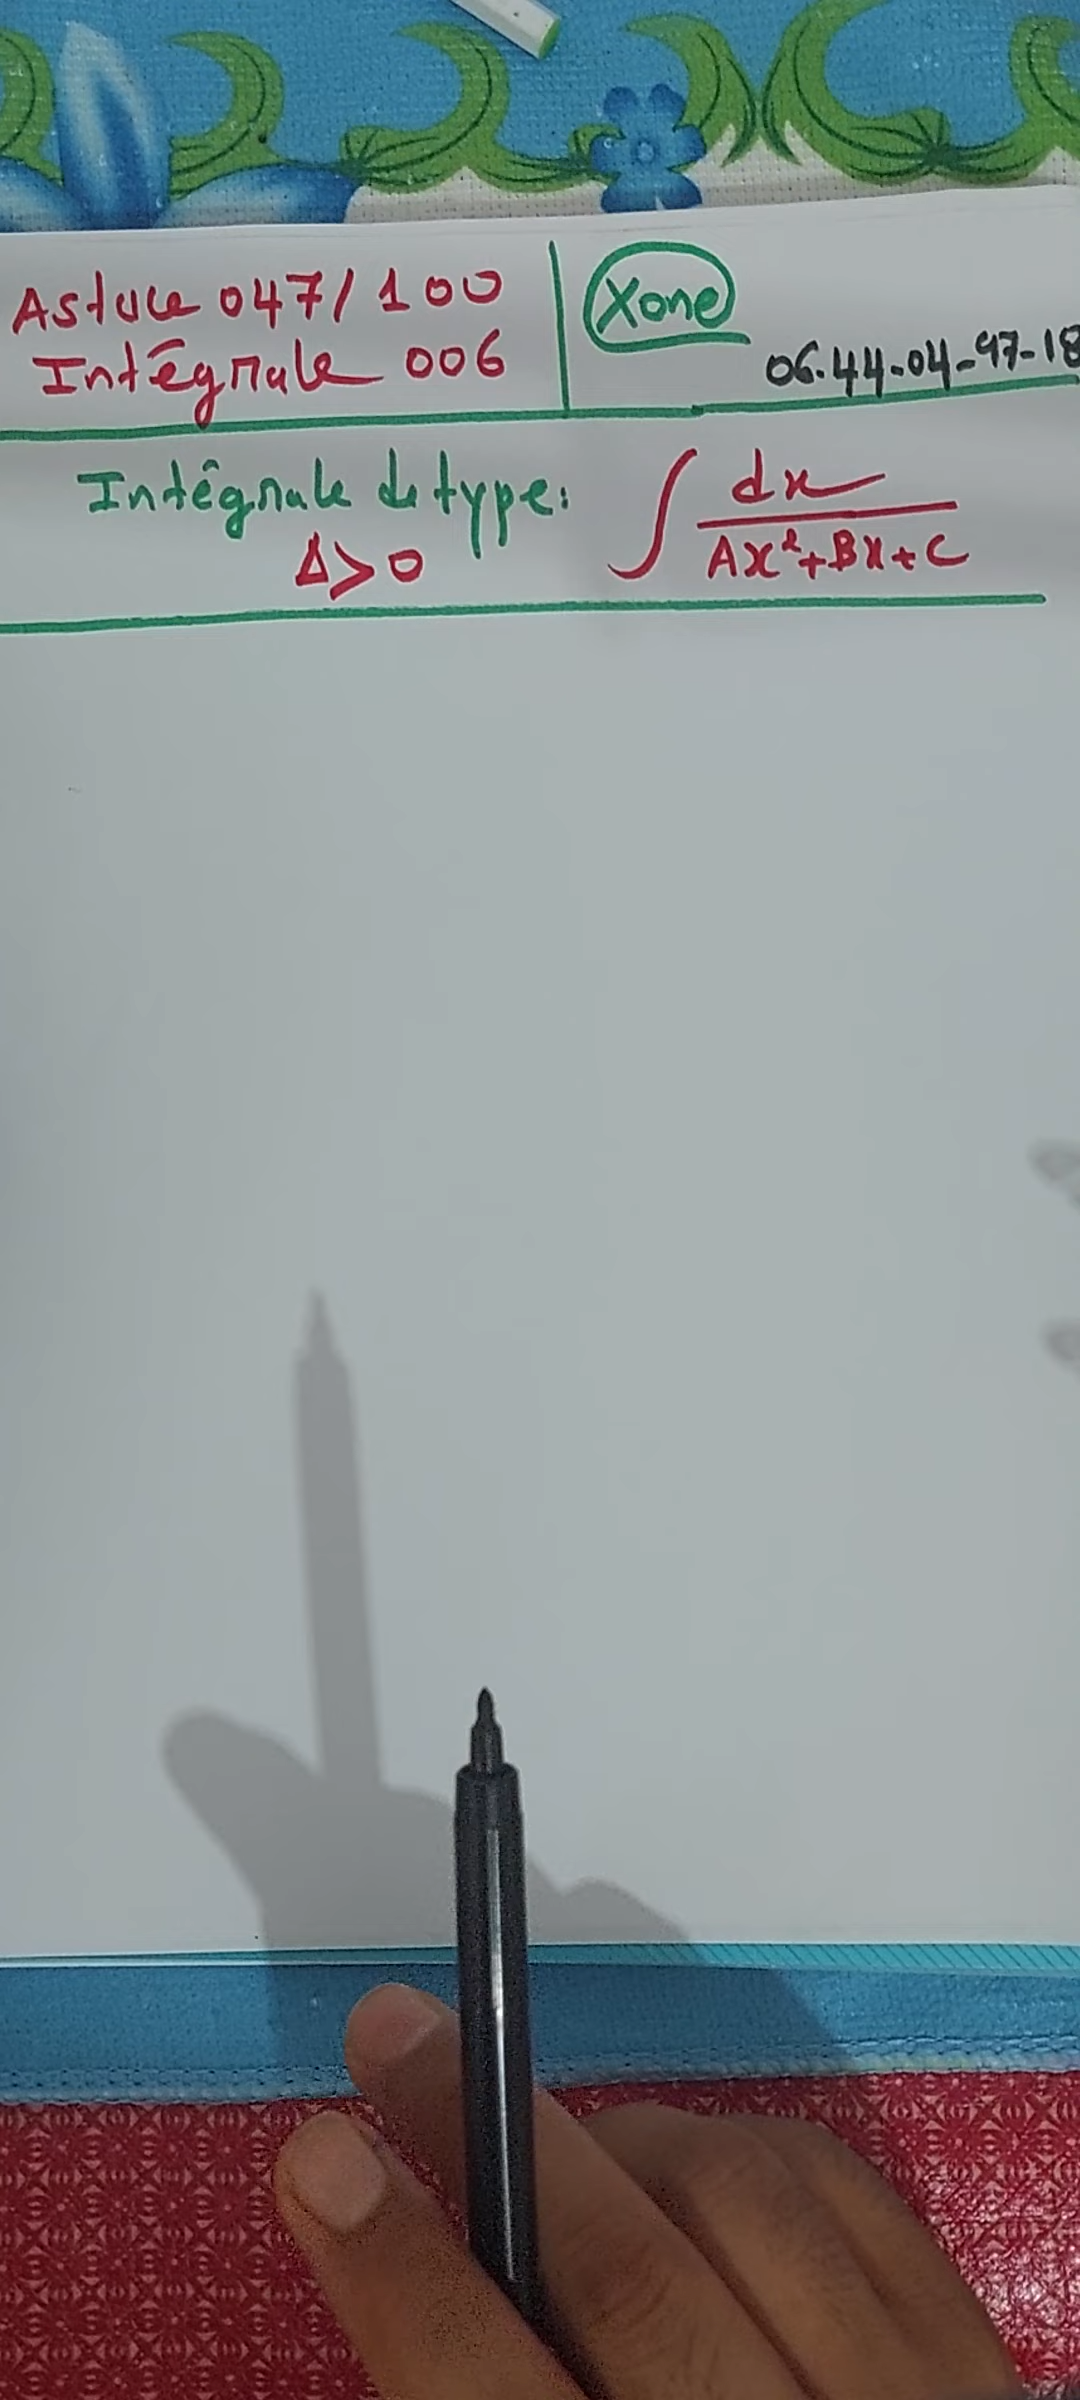 Astuce 047/100
Intégrale 006
Xone
06.44.04-97-18
Intégrale de type: ∫ dx / Ax²+Bx+C
Δ>0